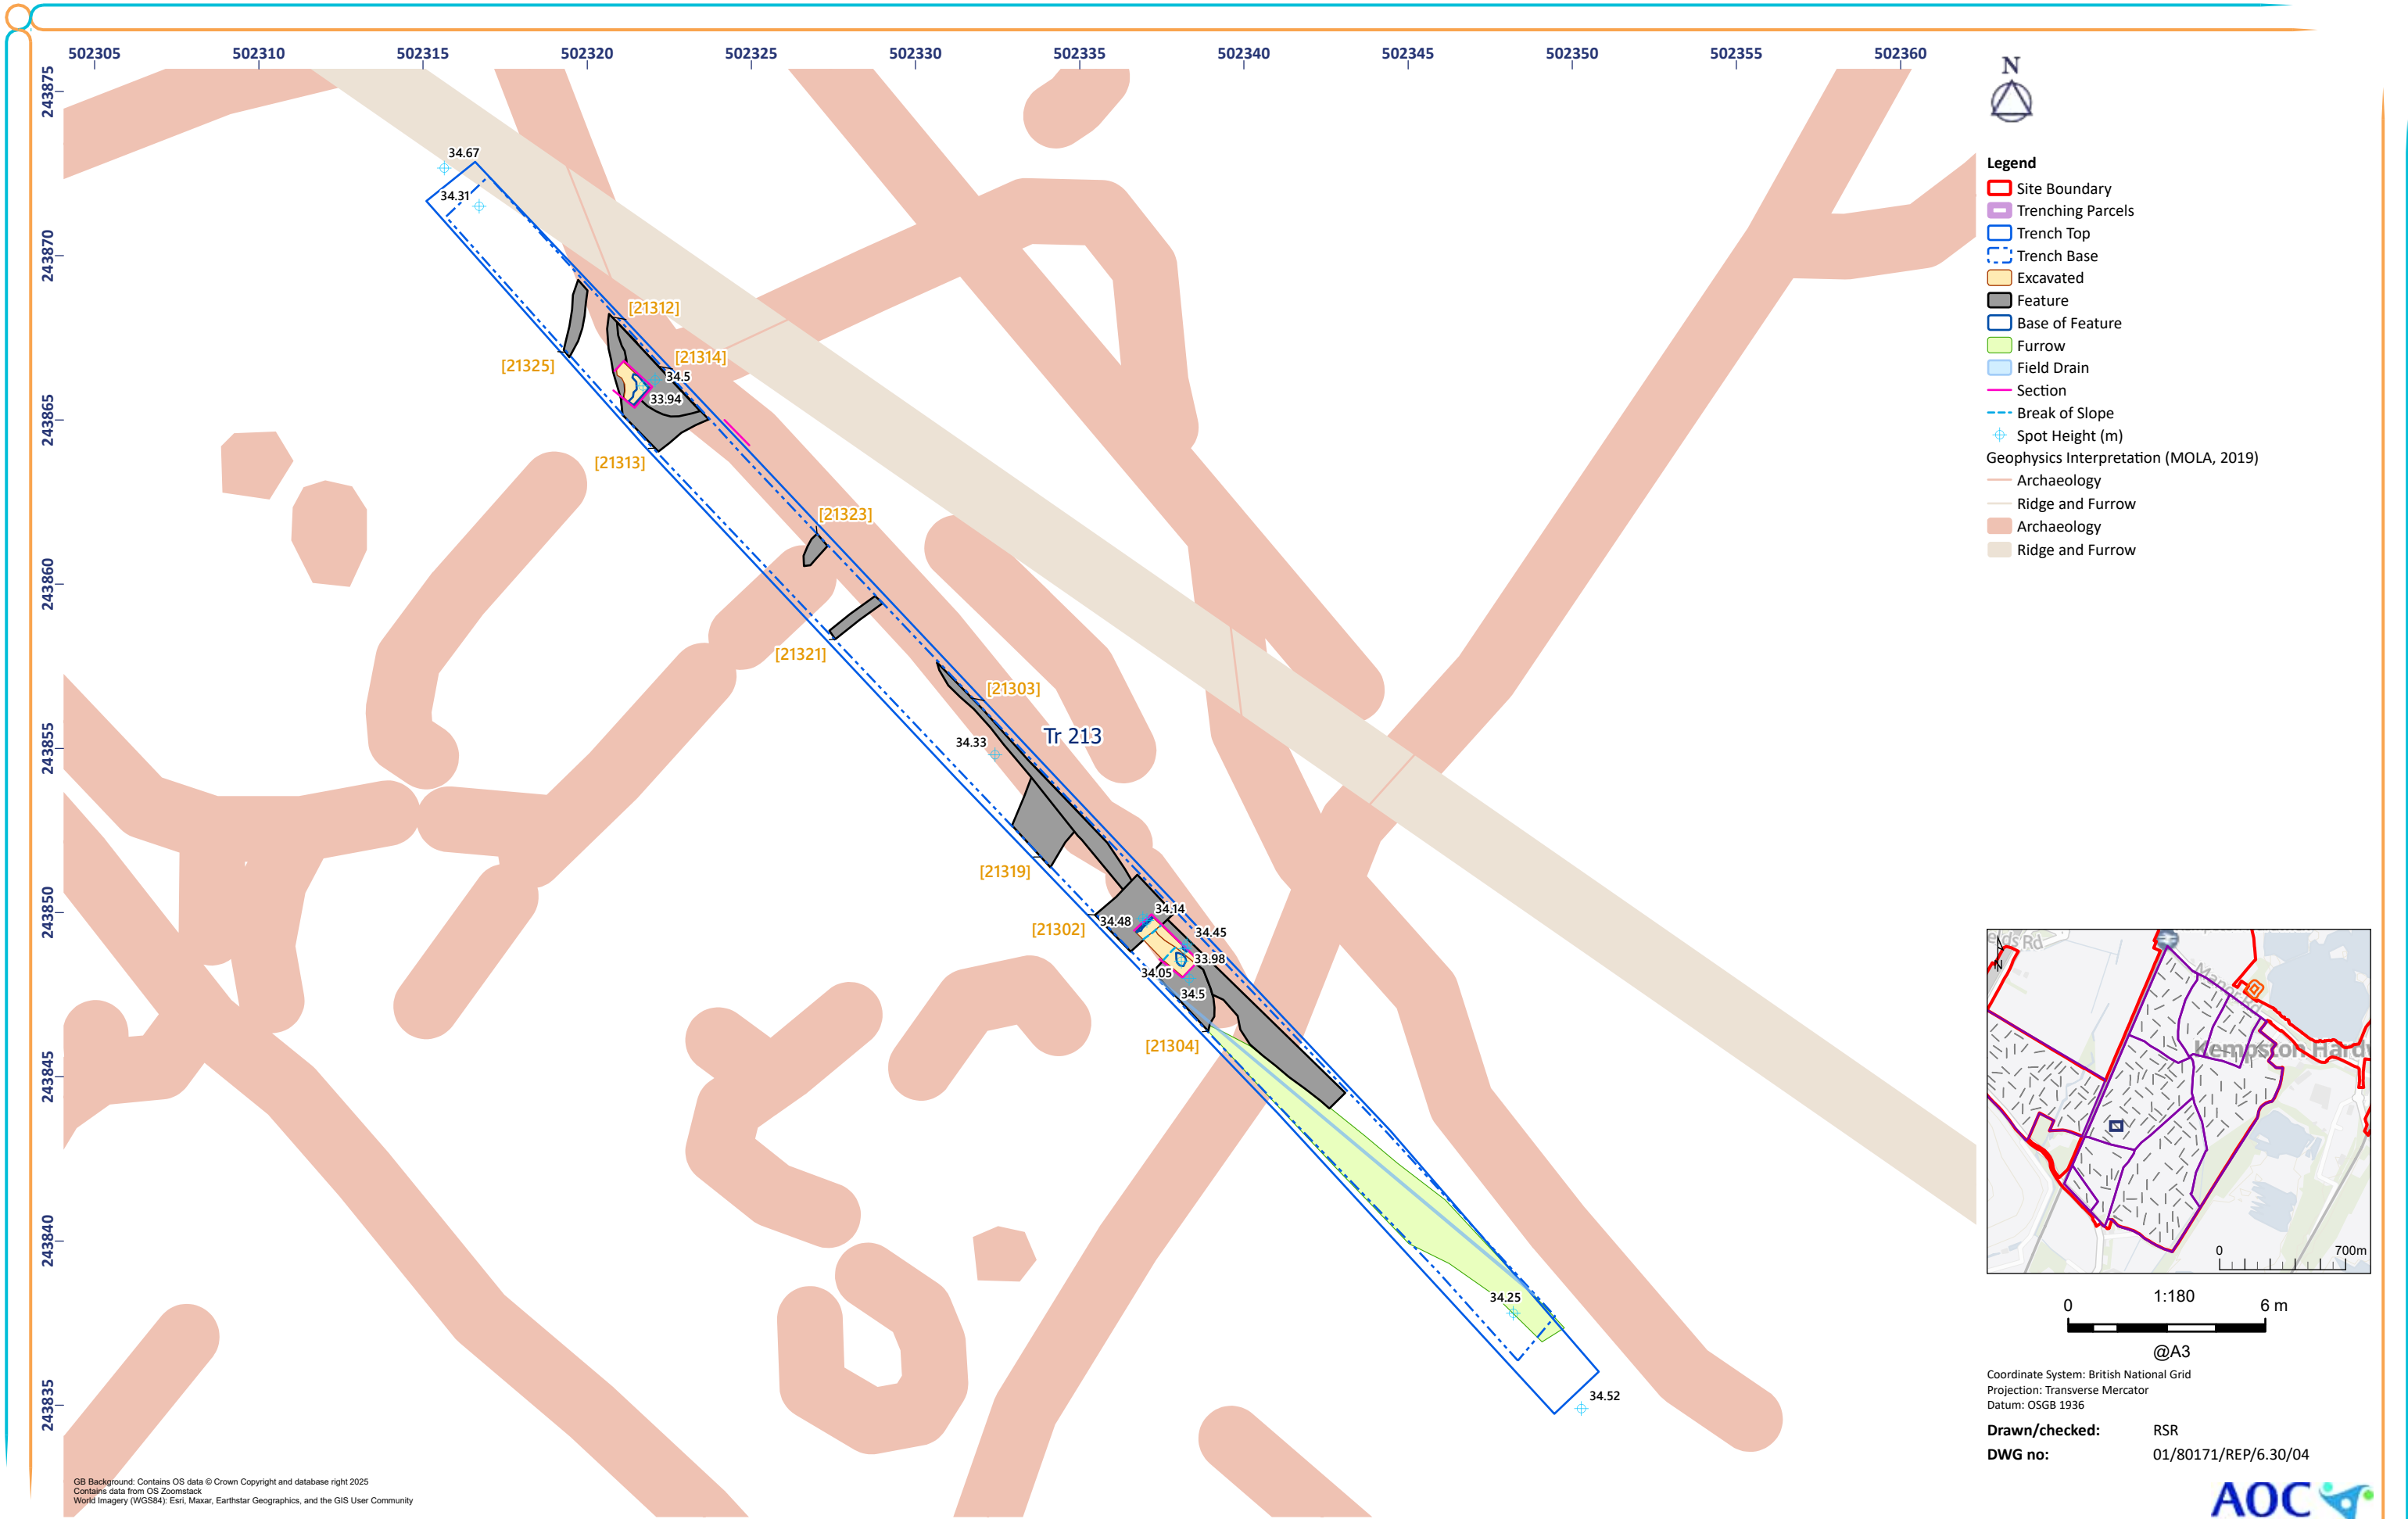 502305 502310 502315 502320 502325 502330 502335 502340 502345 502350 502355 502360
243875
243870
243865
243860
243855
243850
243845
243840
243835
34.67
34.31
[21312]
[21314]
[21325]
34.5
33.94
[21313]
[21323]
[21321]
[21303]
Tr 213
34.33
[21319]
34.14
34.48
[21302]
34.45
33.98
34.05
34.5
[21304]
34.25
34.52
N
Legend
Site Boundary
Trenching Parcels
Trench Top
Trench Base
Excavated
Feature
Base of Feature
Furrow
Field Drain
Section
Break of Slope
Spot Height (m)
Geophysics Interpretation (MOLA, 2019)
Archaeology
Ridge and Furrow
Archaeology
Ridge and Furrow
N
Kempston Hardw
0 700m
1:180
0 6 m
@A3
Coordinate System: British National Grid
Projection: Transverse Mercator
Datum: OSGB 1936
Drawn/checked: RSR
DWG no: 01/80171/REP/6.30/04
AOC
GB Background: Contains OS data © Crown Copyright and database right 2025
Contains data from OS Zoomstack
World Imagery (WGS84): Esri, Maxar, Earthstar Geographics, and the GIS User Community